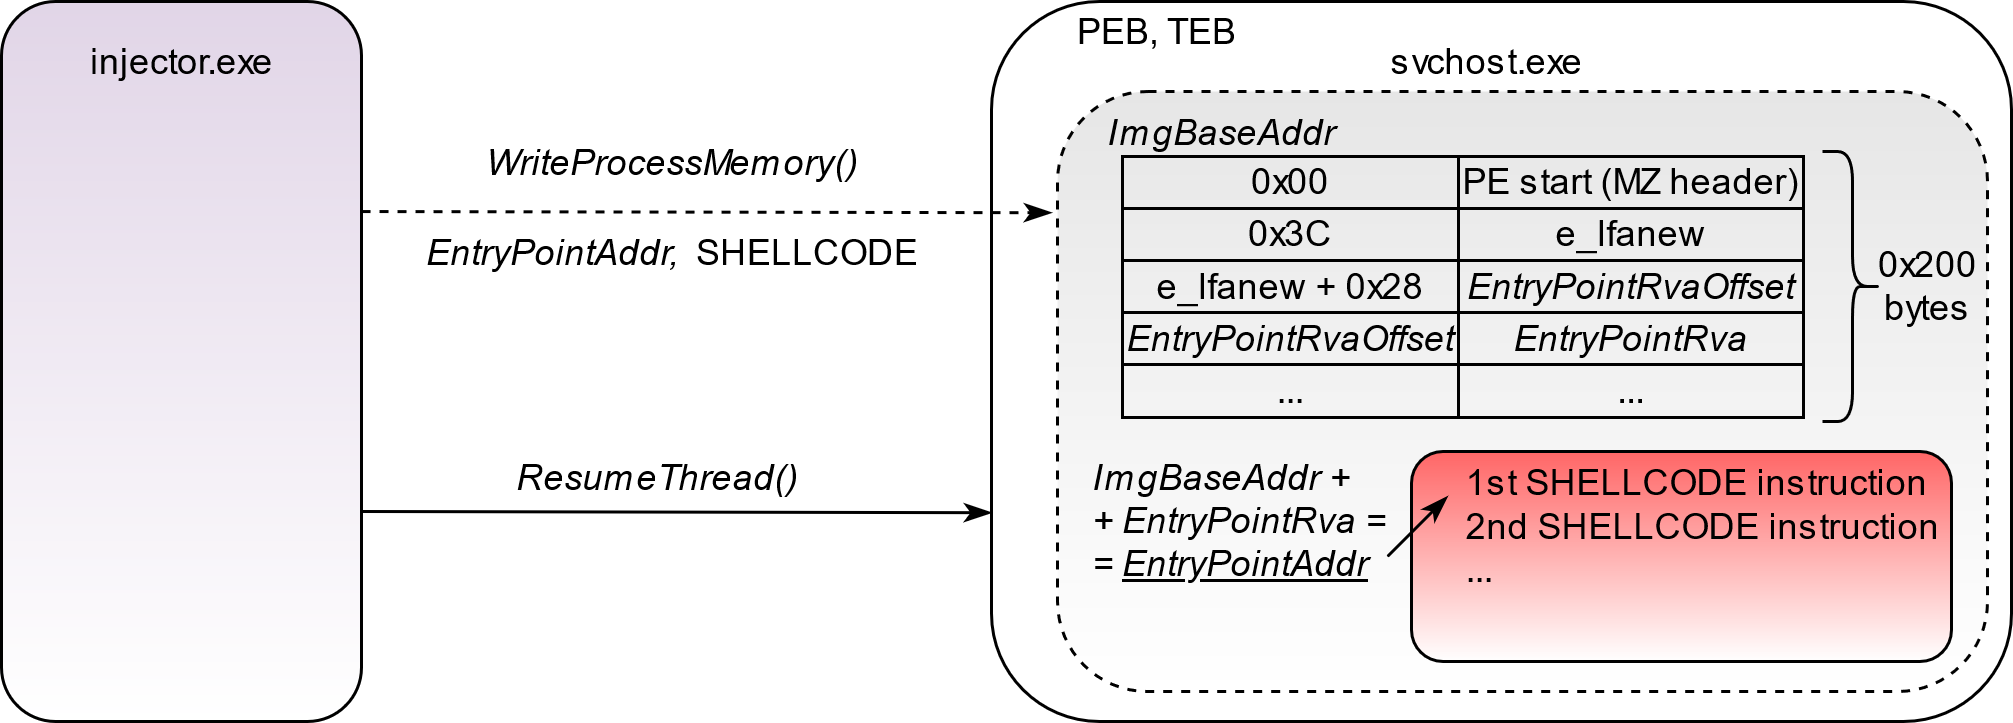 injector.exe
WriteProcessMemory()
EntryPointAddr, SHELLCODE
ResumeThread()
PEB, TEB
svchost.exe
ImgBaseAddr
0x00 PE start (MZ header)
0x3C e_lfanew
e_lfanew + 0x28 EntryPointRvaOffset
EntryPointRvaOffset EntryPointRva
... ...
0x200
bytes
ImgBaseAddr +
+ EntryPointRva =
= EntryPointAddr
1st SHELLCODE instruction
2nd SHELLCODE instruction
...